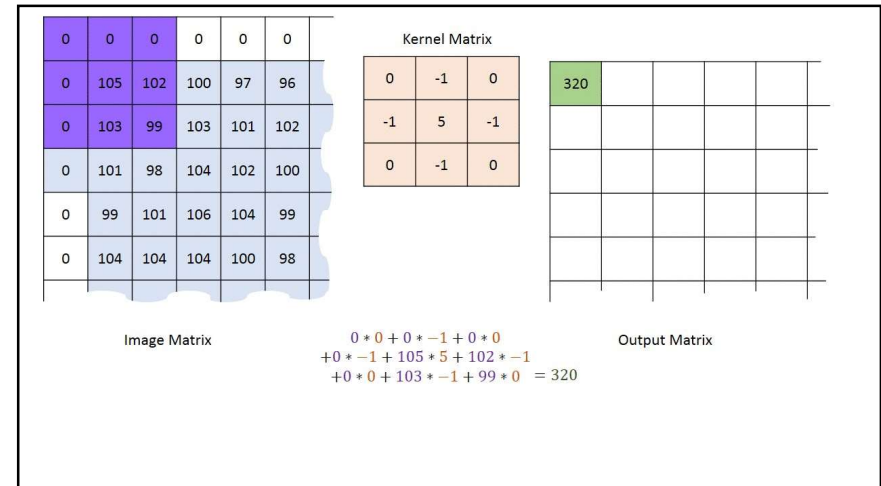 0 0 0 0 0 0
0 105 102 100 97 96
0 103 99 103 101 102
0 101 98 104 102 100
0 99 101 106 104 99
0 104 104 104 100 98
Image Matrix
Kernel Matrix
0 -1 0
-1 5 -1
0 -1 0
0 * 0 + 0 * −1 + 0 * 0
+0 * −1 + 105 * 5 + 102 * −1
+0 * 0 + 103 * −1 + 99 * 0 = 320
320
Output Matrix